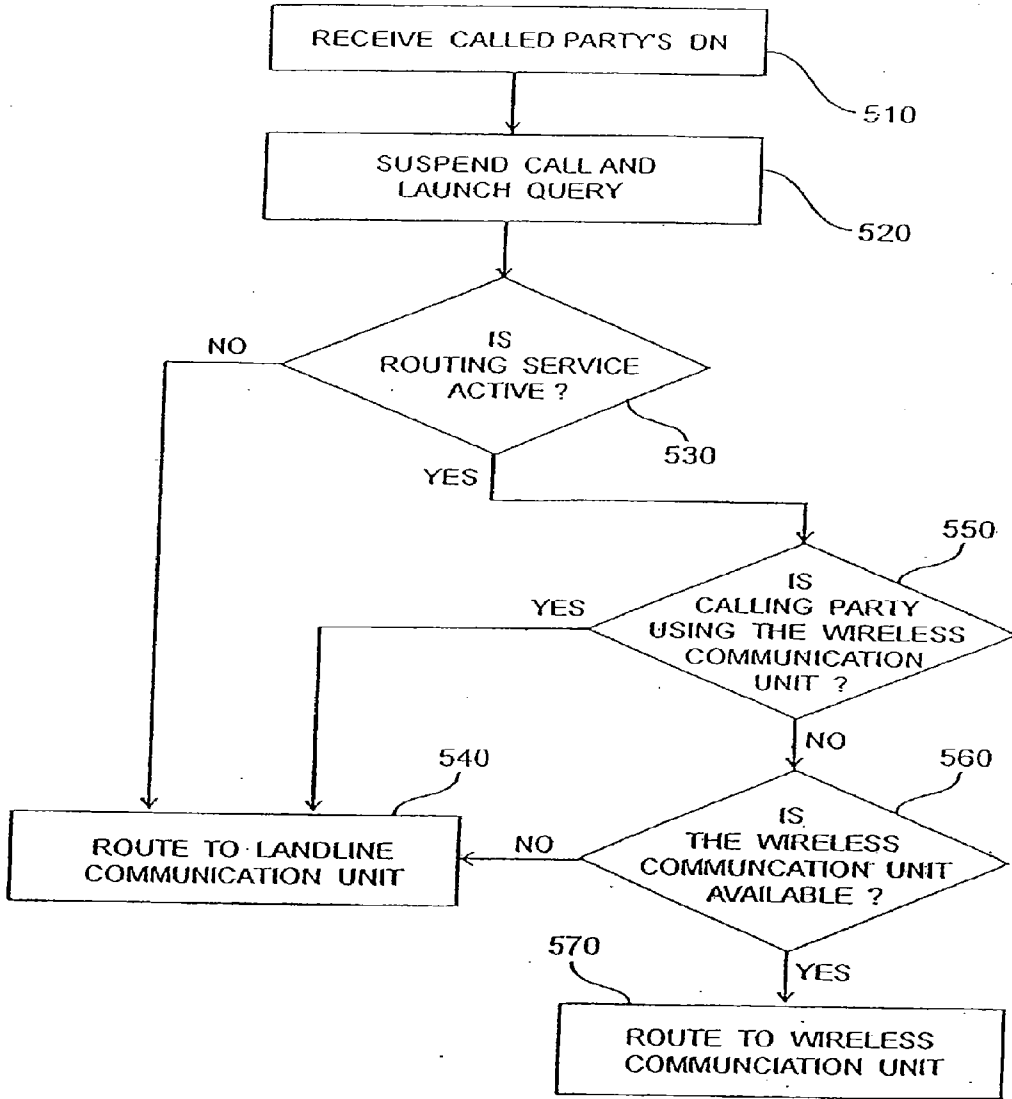 RECEIVE CALLED PARTY'S DN
510
SUSPEND CALL AND
LAUNCH QUERY
520
IS
ROUTING SERVICE
ACTIVE ?
530
NO
YES
550
IS
CALLING PARTY
USING THE WIRELESS
COMMUNICATION
UNIT ?
YES
NO
540
ROUTE TO LANDLINE
COMMUNICATION UNIT
560
IS
THE WIRELESS
COMMUNCATION UNIT
AVAILABLE ?
NO
YES
570
ROUTE TO WIRELESS
COMMUNCIATION UNIT